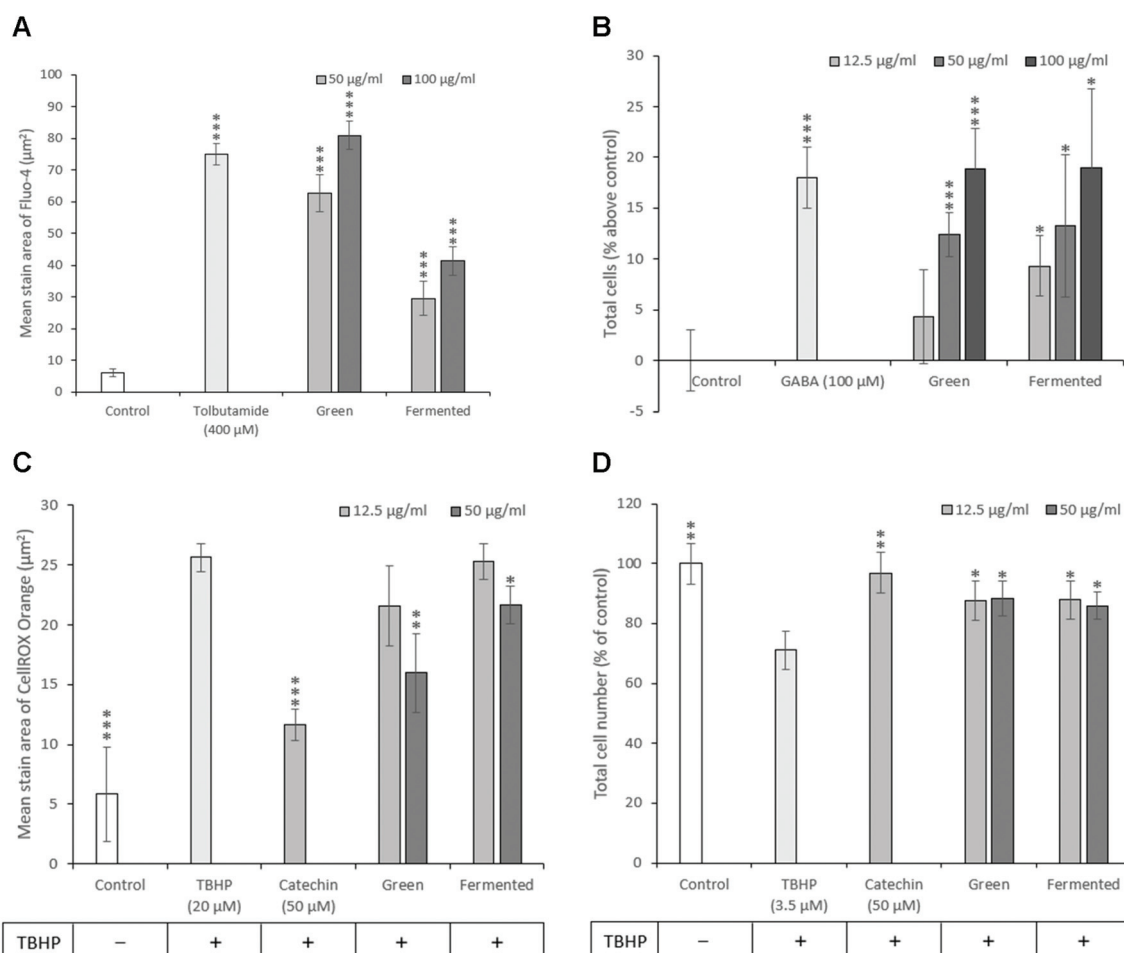 A
Mean stain area of Fluo-4 (µm²)
50 µg/ml 100 µg/ml
100
90
80
70
60
50
40
30
20
10
0
***
***
***
***
***
Control Tolbutamide Green Fermented
(400 µM)
B
Total cells (% above control)
12.5 µg/ml 50 µg/ml 100 µg/ml
30
25
20
15
10
5
0
-5
***
***
***
*
*
*
Control GABA (100 µM) Green Fermented
C
Mean stain area of CellROX Orange (µm²)
12.5 µg/ml 50 µg/ml
30
25
20
15
10
5
0
***
***
**
*
Control TBHP Catechin Green Fermented
(20 µM) (50 µM)
TBHP – + + + +
D
Total cell number (% of control)
12.5 µg/ml 50 µg/ml
120
100
80
60
40
20
0
**
**
*
*
*
*
Control TBHP Catechin Green Fermented
(3.5 µM) (50 µM)
TBHP – + + + +